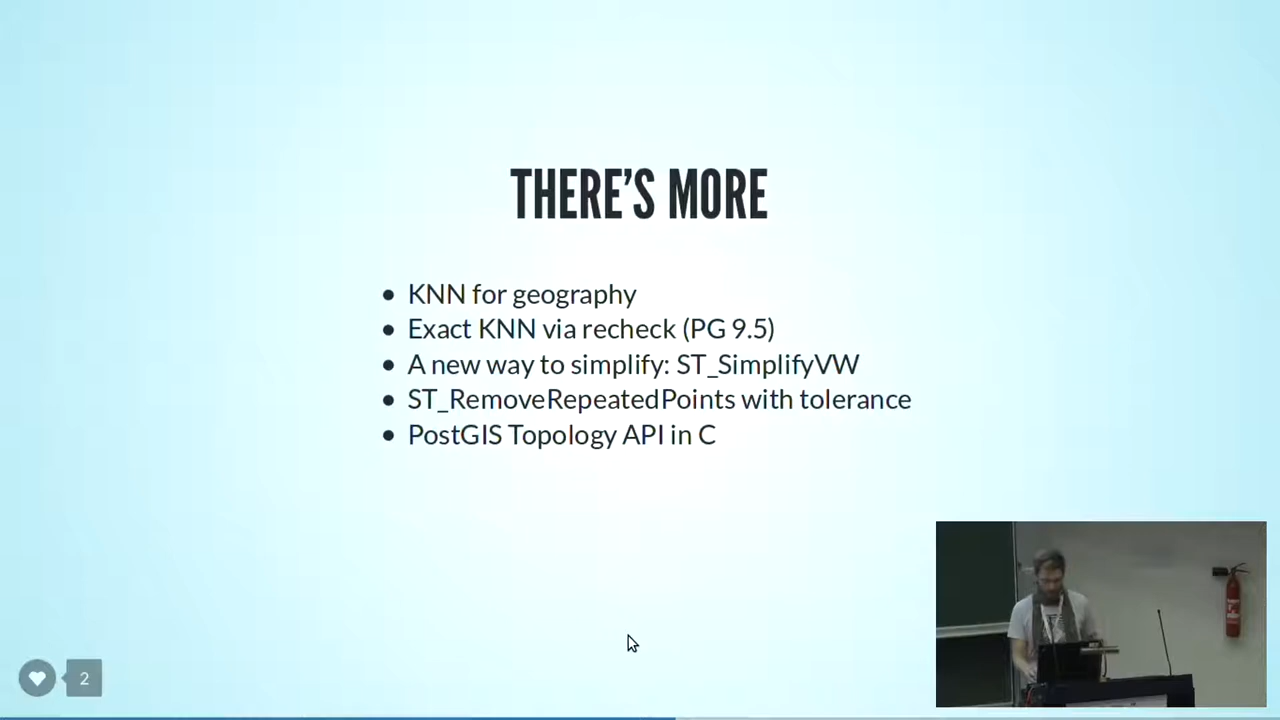 THERE'S MORE
KNN for geography
Exact KNN via recheck (PG 9.5)
A new way to simplify: ST_SimplifyVW
ST_RemoveRepeatedPoints with tolerance
PostGIS Topology API in C
2